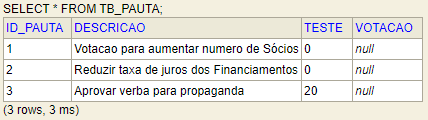 SELECT * FROM TB_PAUTA;
ID_PAUTA DESCRICAO TESTE VOTACAO
1 Votacao para aumentar numero de Sócios 0 null
2 Reduzir taxa de juros dos Financiamentos 0 null
3 Aprovar verba para propaganda 20 null
(3 rows, 3 ms)